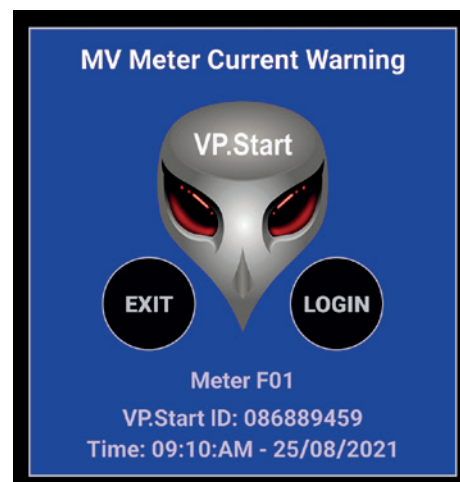 MV Meter Current Warning
VP.Start
EXIT
LOGIN
Meter F01
VP.Start ID: 086889459
Time: 09:10:AM - 25/08/2021